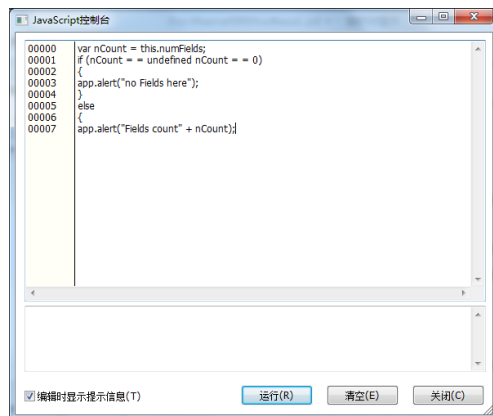 JavaScript控制台
00000 var nCount = this.numFields;
00001 if (nCount = = undefined nCount = = 0)
00002 {
00003 app.alert("no Fields here");
00004 }
00005 else
00006 {
00007 app.alert("Fields count" + nCount);
编辑时显示提示信息(T)
运行(R)
清空(E)
关闭(C)